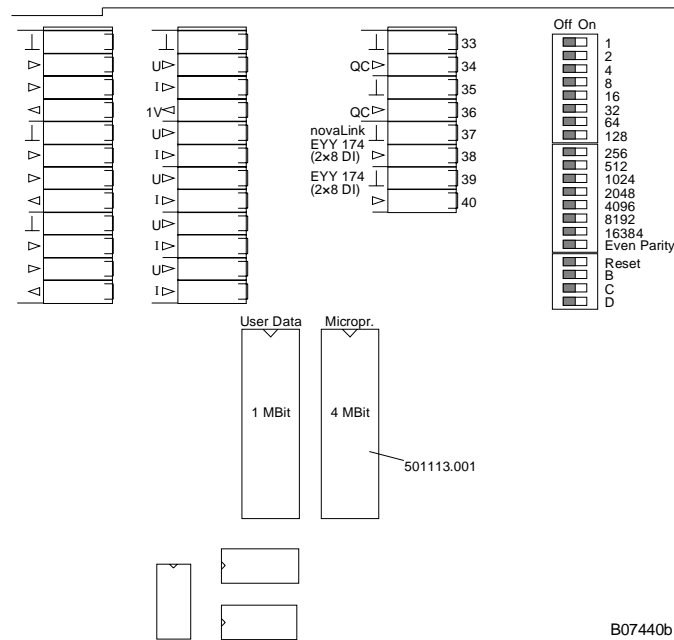 Off On
1
2
4
8
16
32
64
128
256
512
1024
2048
4096
8192
16384
Even Parity
Reset
B
C
D
U
I
1V
U
I
U
I
U
I
U
I
33
QC 34
35
QC 36
novaLink 37
EYY 174
(2×8 DI) 38
EYY 174 39
(2×8 DI)
40
User Data Micropr.
1 MBit 4 MBit
501113.001
B07440b